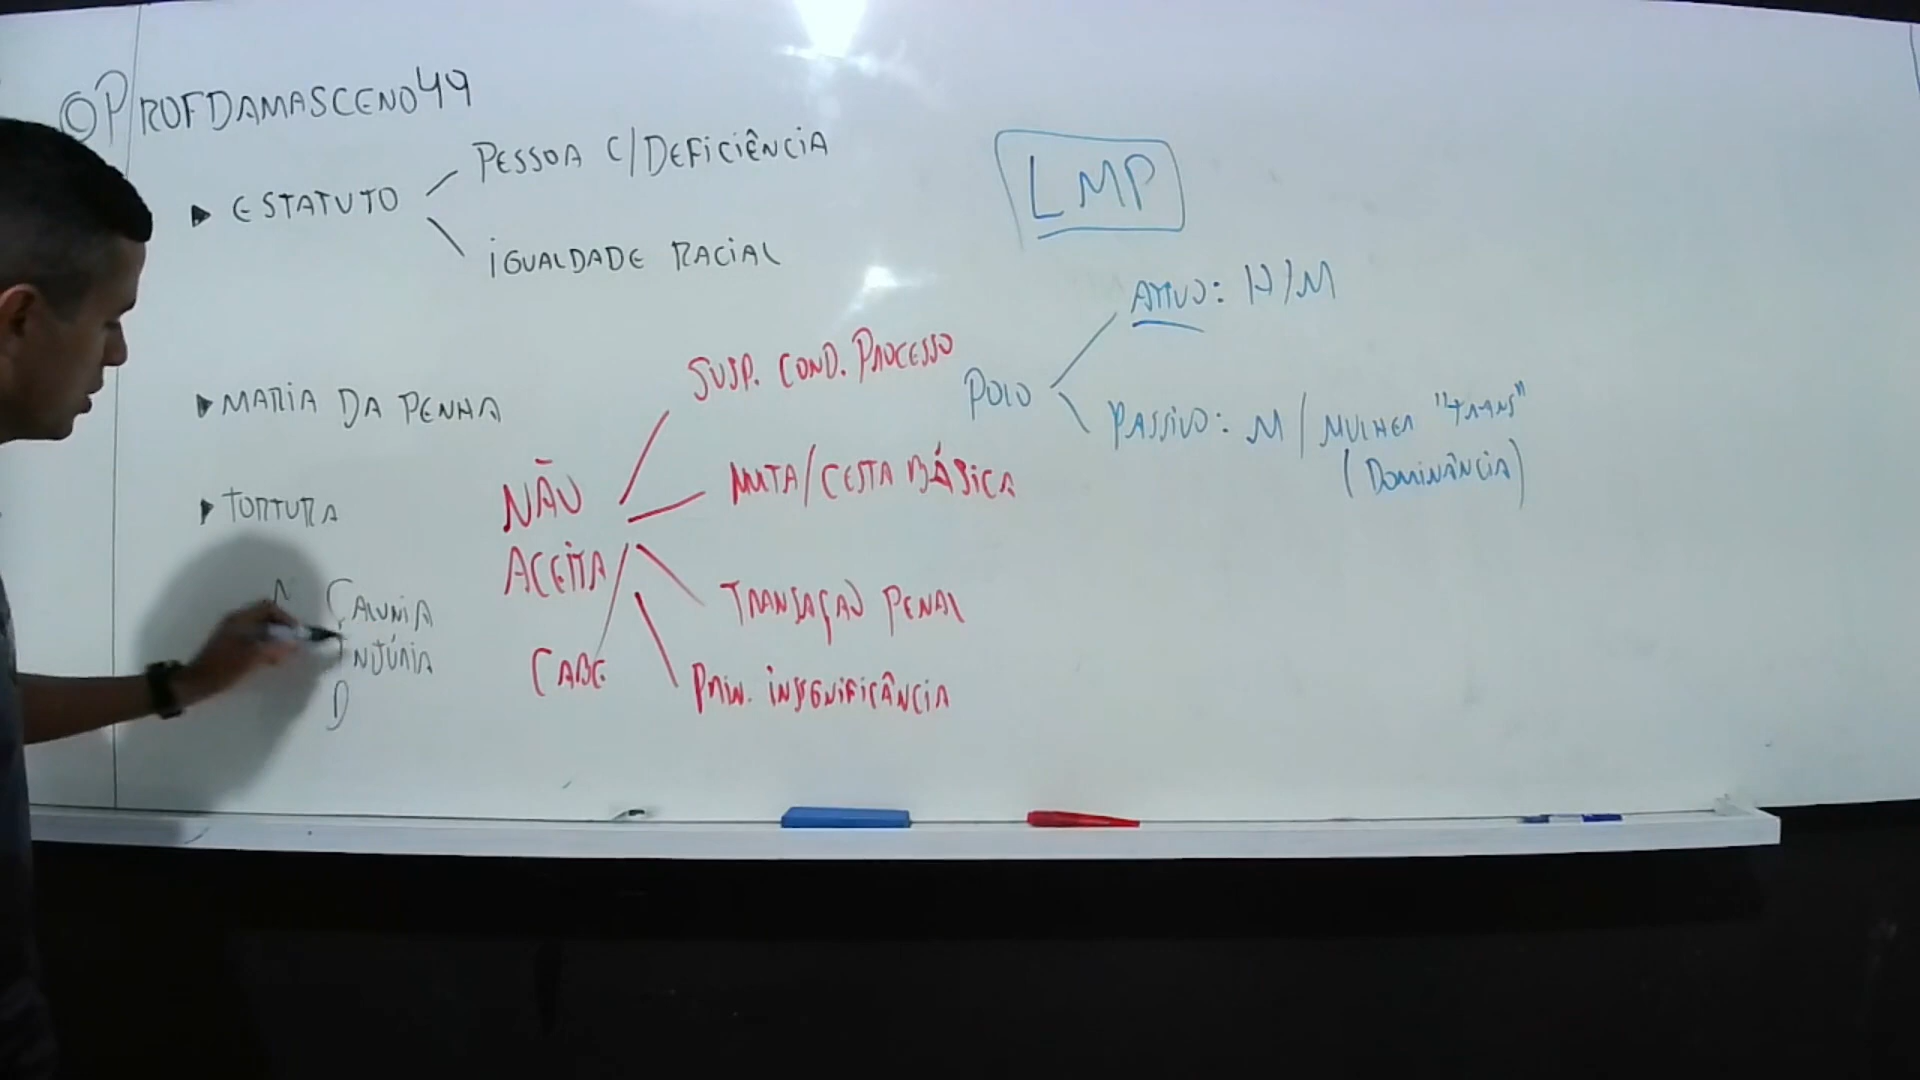 @PROFDAMASCENO49
▶ ESTATUTO
PESSOA C/DEFICIÊNCIA
IGUALDADE RACIAL
▶ MARIA DA PENHA
▶ TORTURA
CALUNIA
INJÚRIA
D
NÃO
ACEITA
CABE
SUSP. COND. PROCESSO
MULTA/CESTA BÁSICA
TRANSAÇÃO PENAL
PRIN. INSIGNIFICÂNCIA
LMP
POLO
ATIVO: H/M
PASSIVO: M / MULHER "TRANS"
(DOMINÂNCIA)